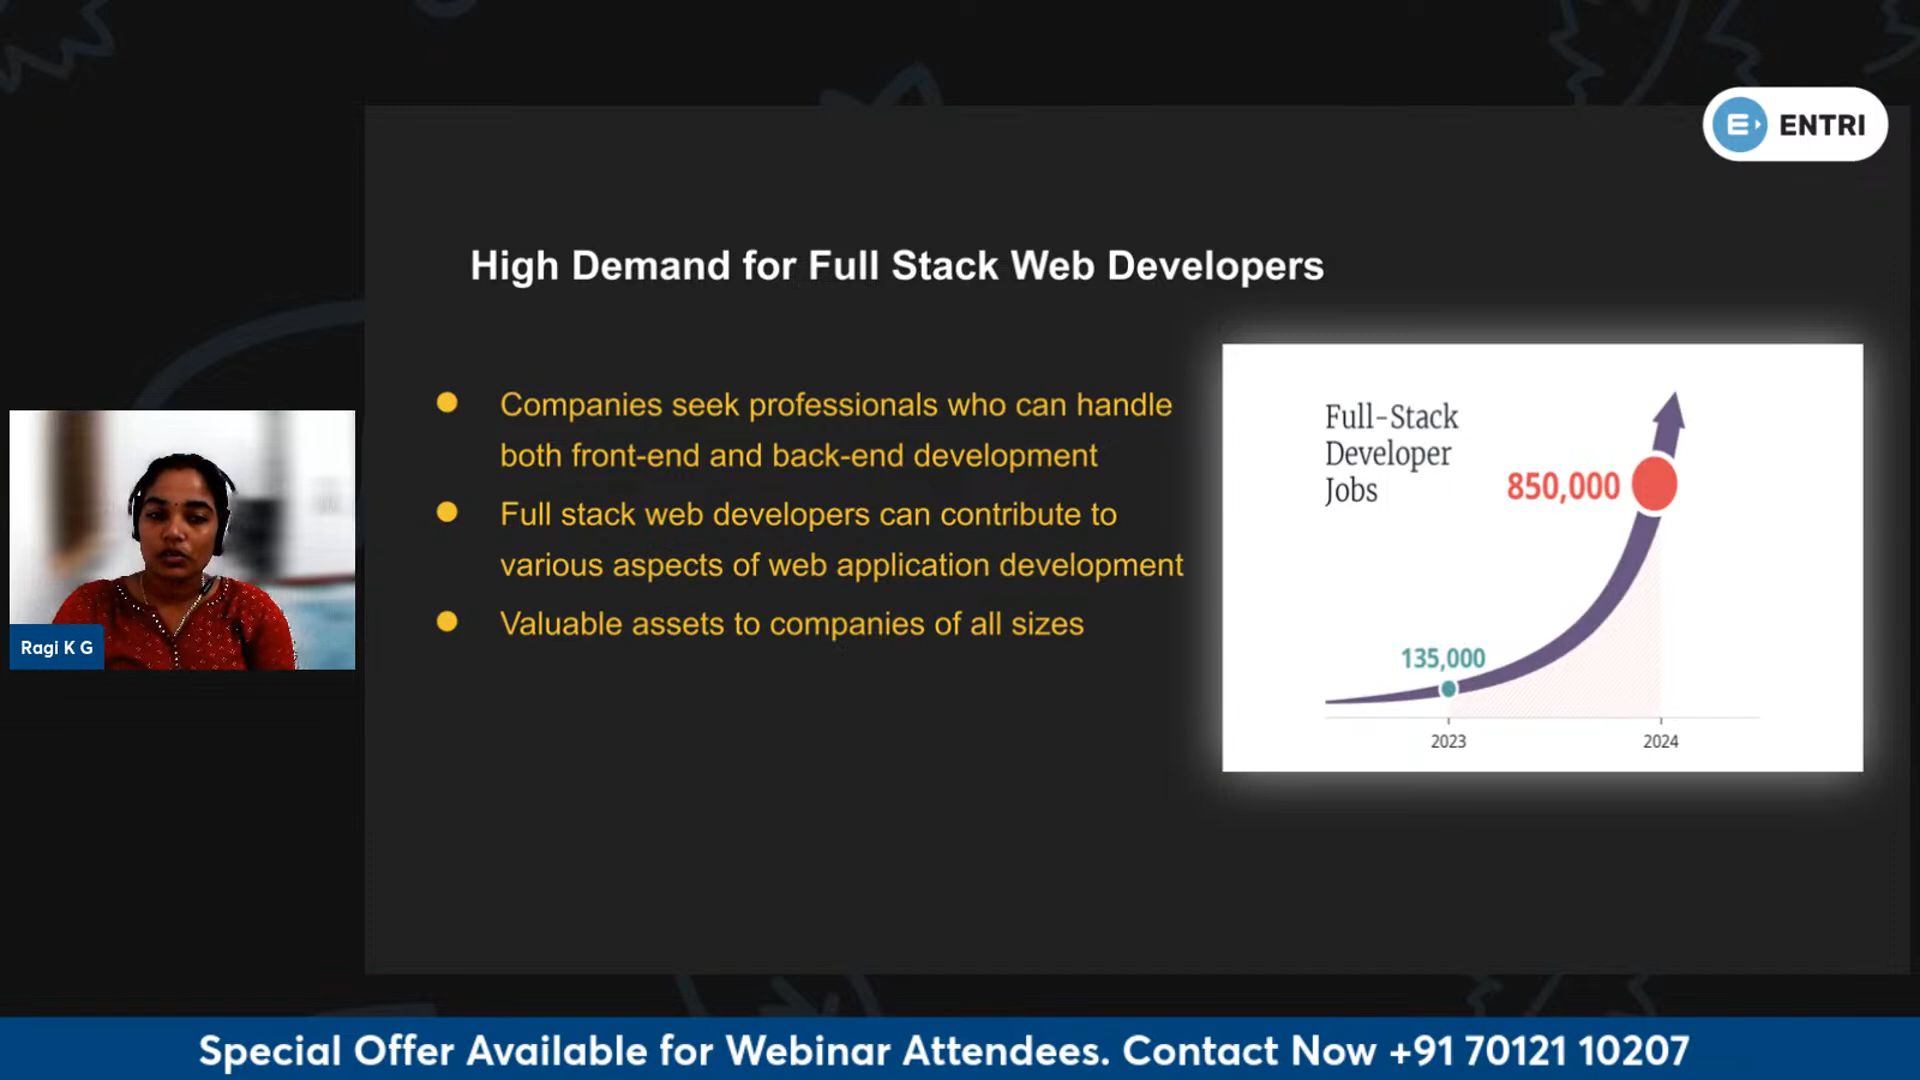 ENTRI
High Demand for Full Stack Web Developers
Companies seek professionals who can handle
both front-end and back-end development
Full stack web developers can contribute to
various aspects of web application development
Valuable assets to companies of all sizes
Full-Stack
Developer
Jobs
850,000
135,000
2023
2024
Ragi K G
Special Offer Available for Webinar Attendees. Contact Now +91 70121 10207